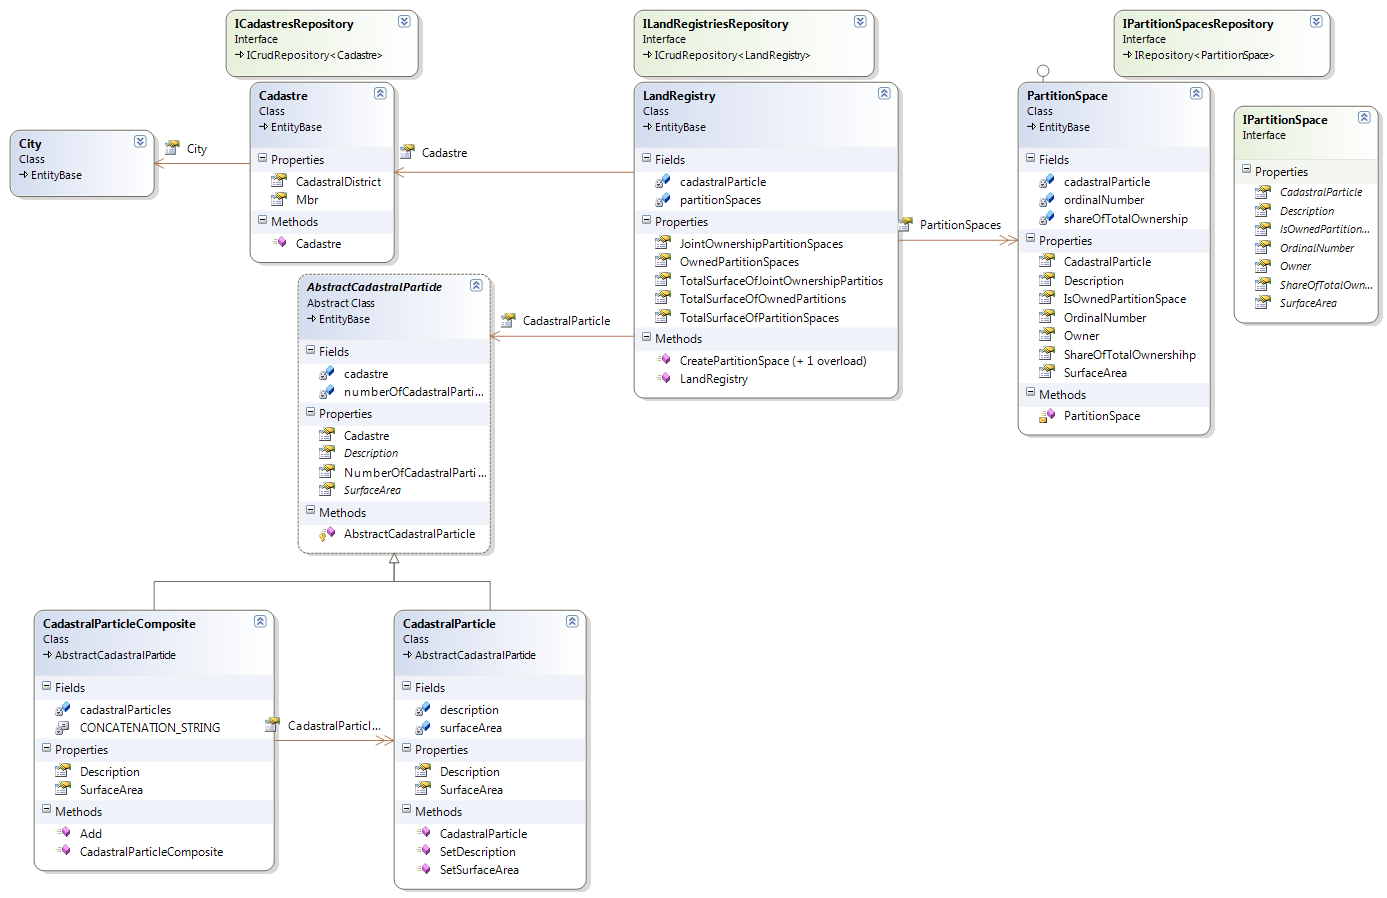 ICadastresRepository
Interface
ICrudRepository<Cadastre>
ILandRegistriesRepository
Interface
ICrudRepository<LandRegistry>
IPartitionSpacesRepository
Interface
IRepository<PartitionSpace>
City
Class
EntityBase
City
Cadastre
Class
EntityBase
Properties
CadastralDistrict
Mbr
Methods
Cadastre
Cadastre
LandRegistry
Class
EntityBase
Fields
cadastralParticle
partitionSpaces
Properties
JointOwnershipPartitionSpaces
OwnedPartitionSpaces
TotalSurfaceOfJointOwnershipPartitios
TotalSurfaceOfOwnedPartitions
TotalSurfaceOfPartitionSpaces
Methods
CreatePartitionSpace (+ 1 overload)
LandRegistry
PartitionSpaces
PartitionSpace
Class
EntityBase
Fields
cadastralParticle
ordinalNumber
shareOfTotalOwnership
Properties
CadastralParticle
Description
IsOwnedPartitionSpace
OrdinalNumber
Owner
ShareOfTotalOwnershihp
SurfaceArea
Methods
PartitionSpace
IPartitionSpace
Interface
Properties
CadastralParticle
Description
IsOwnedPartition...
OrdinalNumber
Owner
ShareOfTotalOwn...
SurfaceArea
AbstractCadastralParticle
Abstract Class
EntityBase
Fields
cadastre
numberOfCadastralParti...
Properties
Cadastre
Description
NumberOfCadastralParti...
SurfaceArea
Methods
AbstractCadastralParticle
CadastralParticle
CadastralParticleComposite
Class
AbstractCadastralParticle
Fields
cadastralParticles
CONCATENATION_STRING
Properties
Description
SurfaceArea
Methods
Add
CadastralParticleComposite
CadastralParticl...
CadastralParticle
Class
AbstractCadastralParticle
Fields
description
surfaceArea
Properties
Description
SurfaceArea
Methods
CadastralParticle
SetDescription
SetSurfaceArea